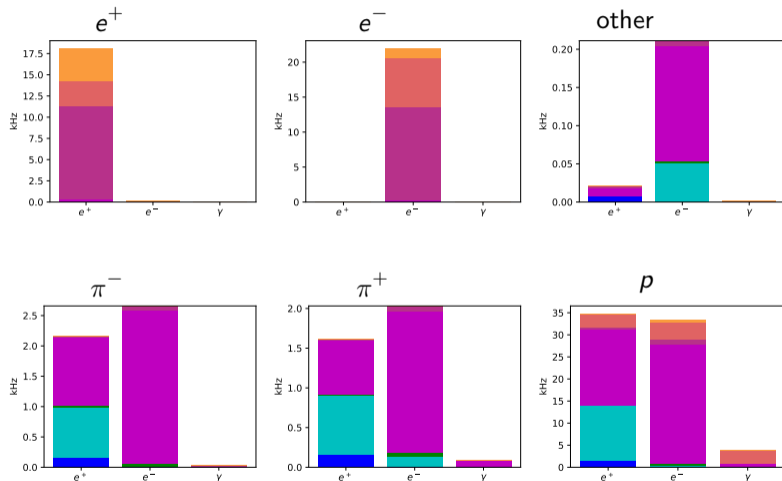 e⁺ e⁻ other
17.5
15.0
12.5
10.0
7.5
5.0
2.5
0.0
kHz
e⁺ e⁻ γ
20
15
10
5
0
kHz
e⁺ e⁻ γ
0.20
0.15
0.10
0.05
0.00
kHz
e⁺ e⁻ γ
π⁻ π⁺ p
2.5
2.0
1.5
1.0
0.5
0.0
kHz
e⁺ e⁻ γ
2.0
1.5
1.0
0.5
0.0
kHz
e⁺ e⁻ γ
35
30
25
20
15
10
5
0
kHz
e⁺ e⁻ γ